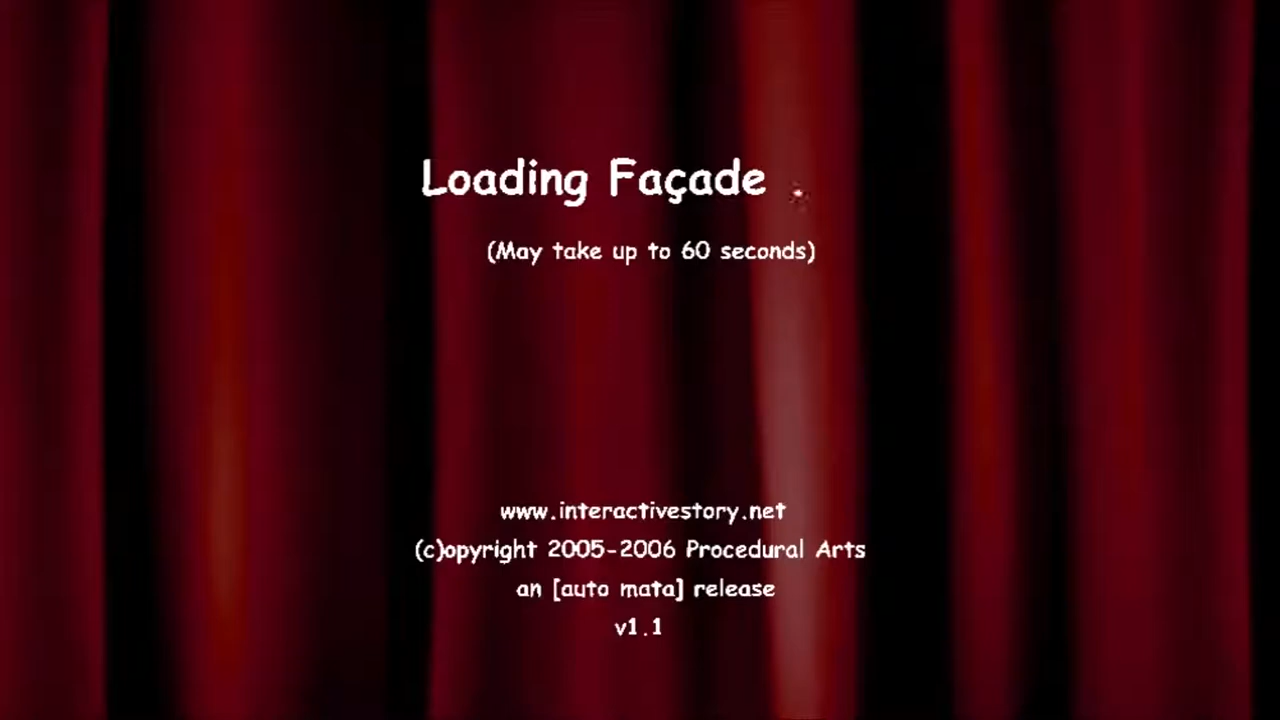 Loading Façade .
(May take up to 60 seconds)
www.interactivestory.net
(c)opyright 2005-2006 Procedural Arts
an [auto mata] release
v1.1